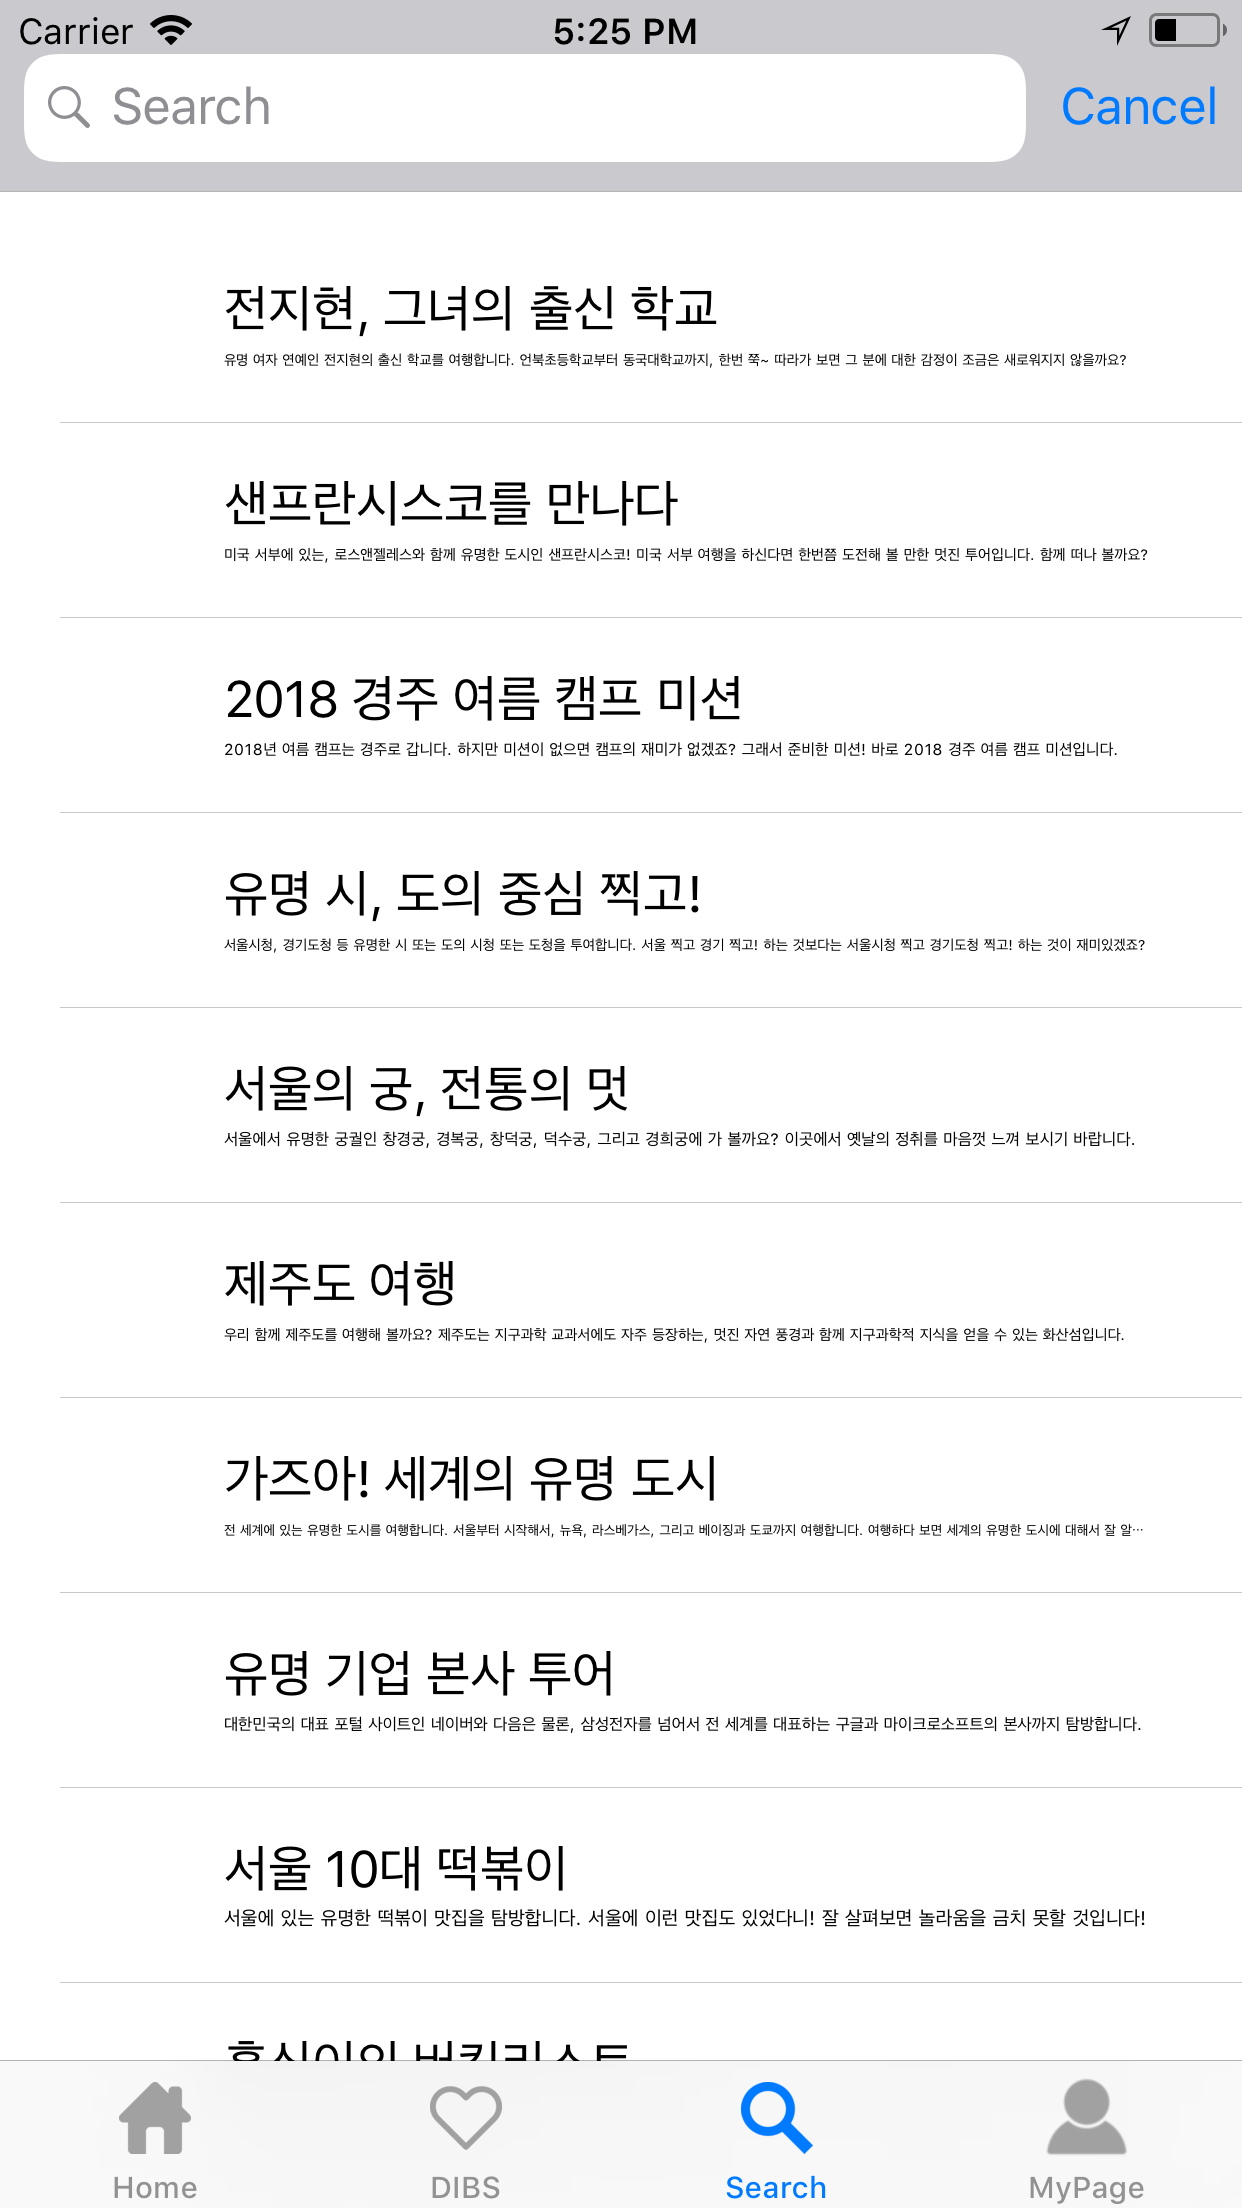 Carrier 5:25 PM
Search Cancel
전지현, 그녀의 출신 학교
유명 여자 연예인 전지현의 출신 학교를 여행합니다. 언북초등학교부터 동국대학교까지, 한번 쭉~ 따라가 보면 그 분에 대한 감정이 조금은 새로워지지 않을까요?
샌프란시스코를 만나다
미국 서부에 있는, 로스앤젤레스와 함께 유명한 도시인 샌프란시스코! 미국 서부 여행을 하신다면 한번쯤 도전해 볼 만한 멋진 투어입니다. 함께 떠나 볼까요?
2018 경주 여름 캠프 미션
2018년 여름 캠프는 경주로 갑니다. 하지만 미션이 없으면 캠프의 재미가 없겠죠? 그래서 준비한 미션! 바로 2018 경주 여름 캠프 미션입니다.
유명 시, 도의 중심 찍고!
서울시청, 경기도청 등 유명한 시 또는 도의 시청 또는 도청을 투여합니다. 서울 찍고 경기 찍고! 하는 것보다는 서울시청 찍고 경기도청 찍고! 하는 것이 재미있겠죠?
서울의 궁, 전통의 멋
서울에서 유명한 궁궐인 창경궁, 경복궁, 창덕궁, 덕수궁, 그리고 경희궁에 가 볼까요? 이곳에서 옛날의 정취를 마음껏 느껴 보시기 바랍니다.
제주도 여행
우리 함께 제주도를 여행해 볼까요? 제주도는 지구과학 교과서에도 자주 등장하는, 멋진 자연 풍경과 함께 지구과학적 지식을 얻을 수 있는 화산섬입니다.
가즈아! 세계의 유명 도시
전 세계에 있는 유명한 도시를 여행합니다. 서울부터 시작해서, 뉴욕, 라스베가스, 그리고 베이징과 도쿄까지 여행합니다. 여행하다 보면 세계의 유명한 도시에 대해서 잘 알…
유명 기업 본사 투어
대한민국의 대표 포털 사이트인 네이버와 다음은 물론, 삼성전자를 넘어서 전 세계를 대표하는 구글과 마이크로소프트의 본사까지 탐방합니다.
서울 10대 떡볶이
서울에 있는 유명한 떡볶이 맛집을 탐방합니다. 서울에 이런 맛집도 있었다니! 잘 살펴보면 놀라움을 금치 못할 것입니다!
Home DIBS Search MyPage